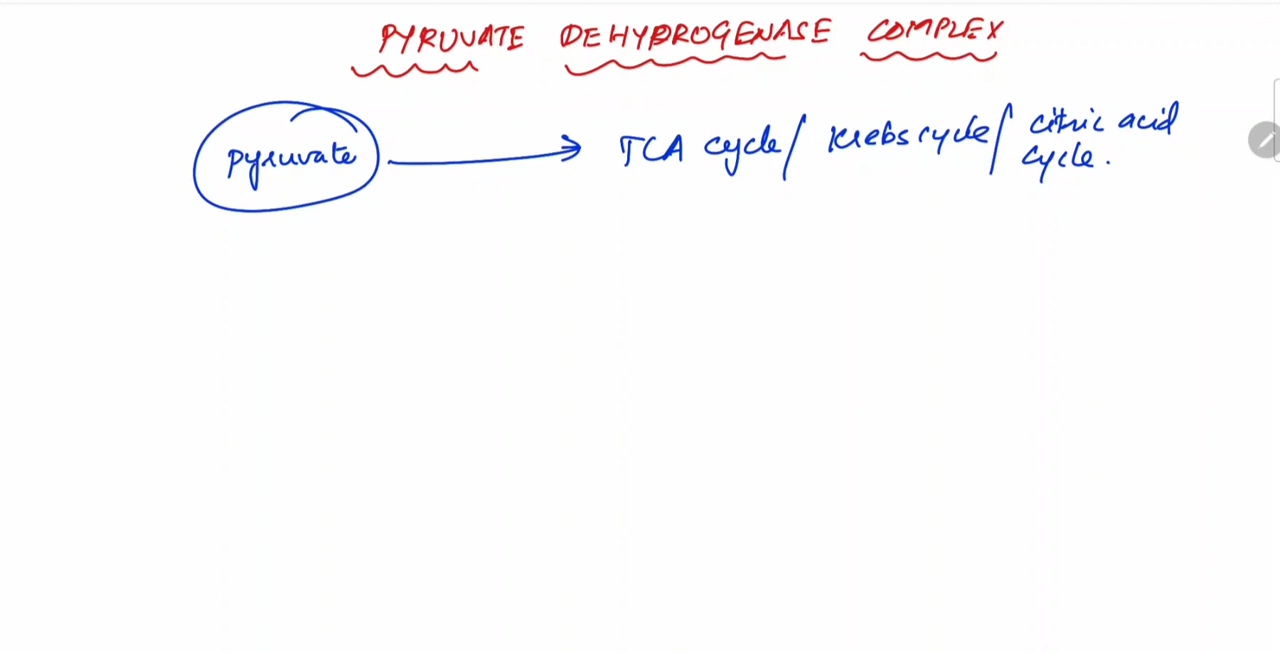 PYRUVATE DEHYDROGENASE COMPLEX
pyruvate → TCA cycle/ Krebs cycle/ citric acid
cycle.